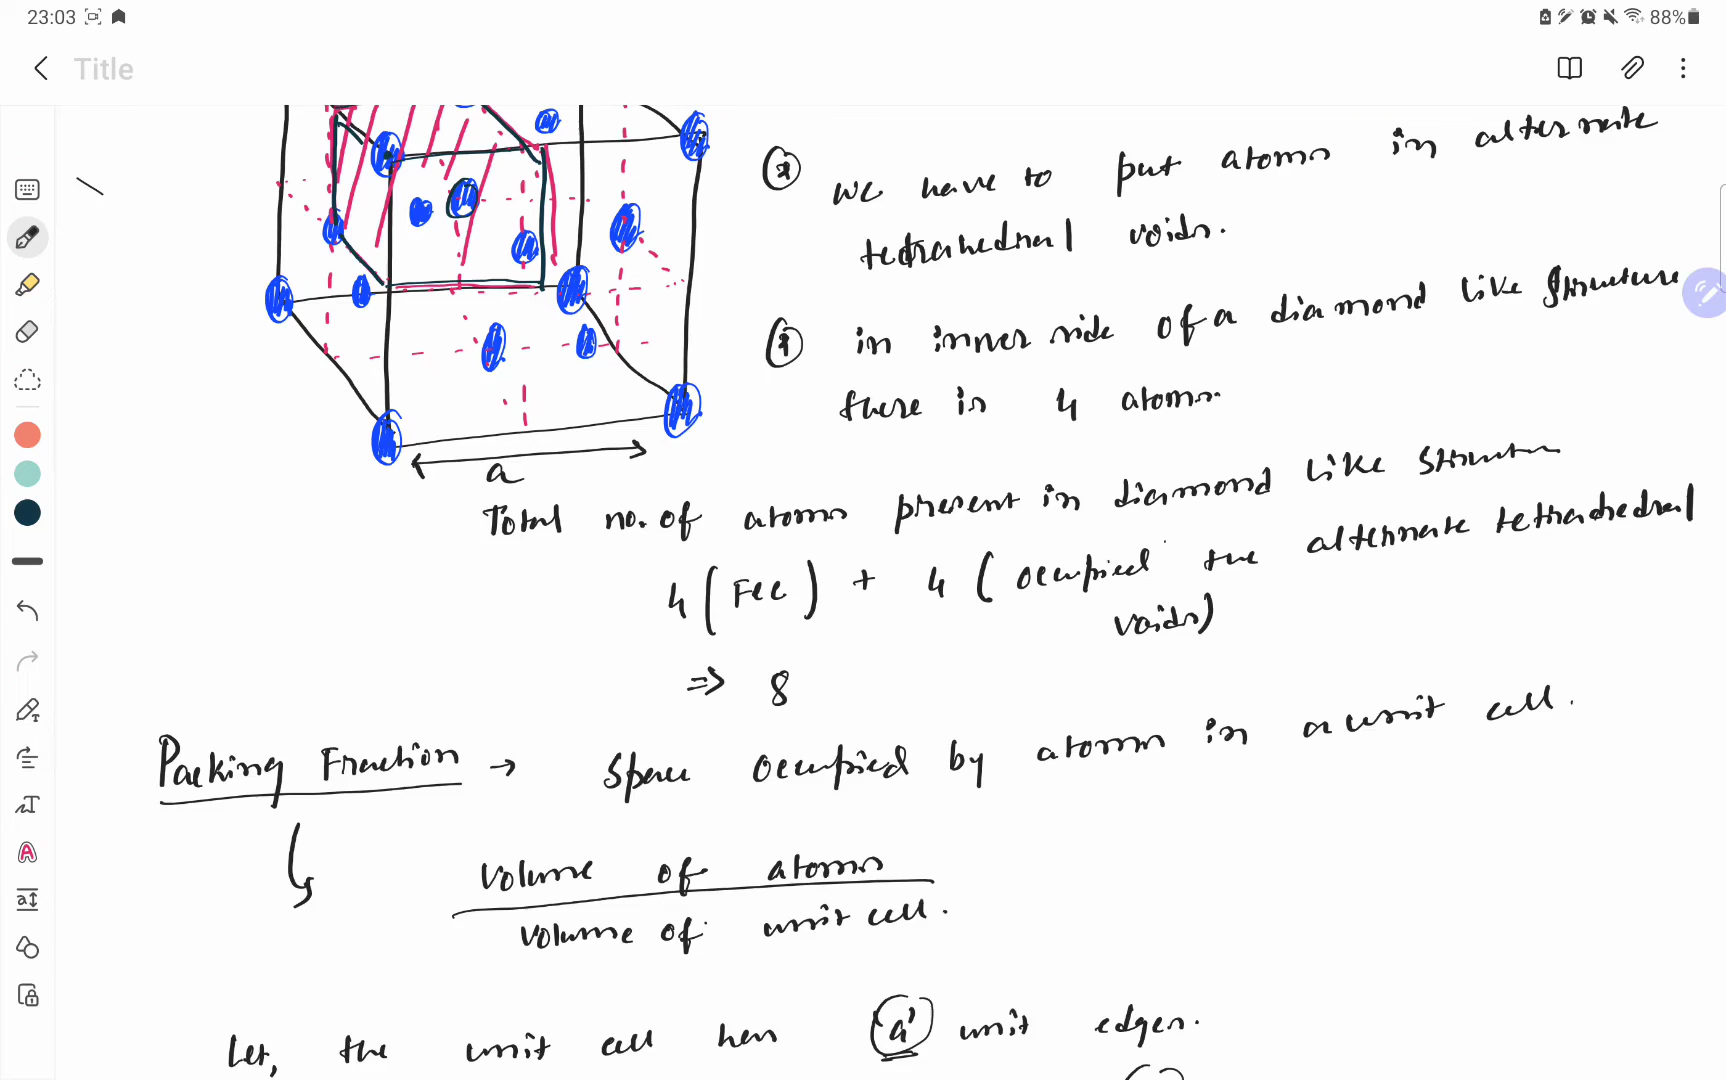 23:03
88%
Title
② we have to put atoms in alternate
tetrahedral voids.
in inner side of a diamond like structure
there is 4 atoms.
a
Total no. of atoms present in diamond like structure
4 (Fcc) + 4 (occupied the alternate tetrahedral
voids)
⇒ 8
Packing Fraction → space occupied by atoms in a unit cell.
volume of atoms
volume of unit cell.
Let, the unit cell has 'a' unit edges.